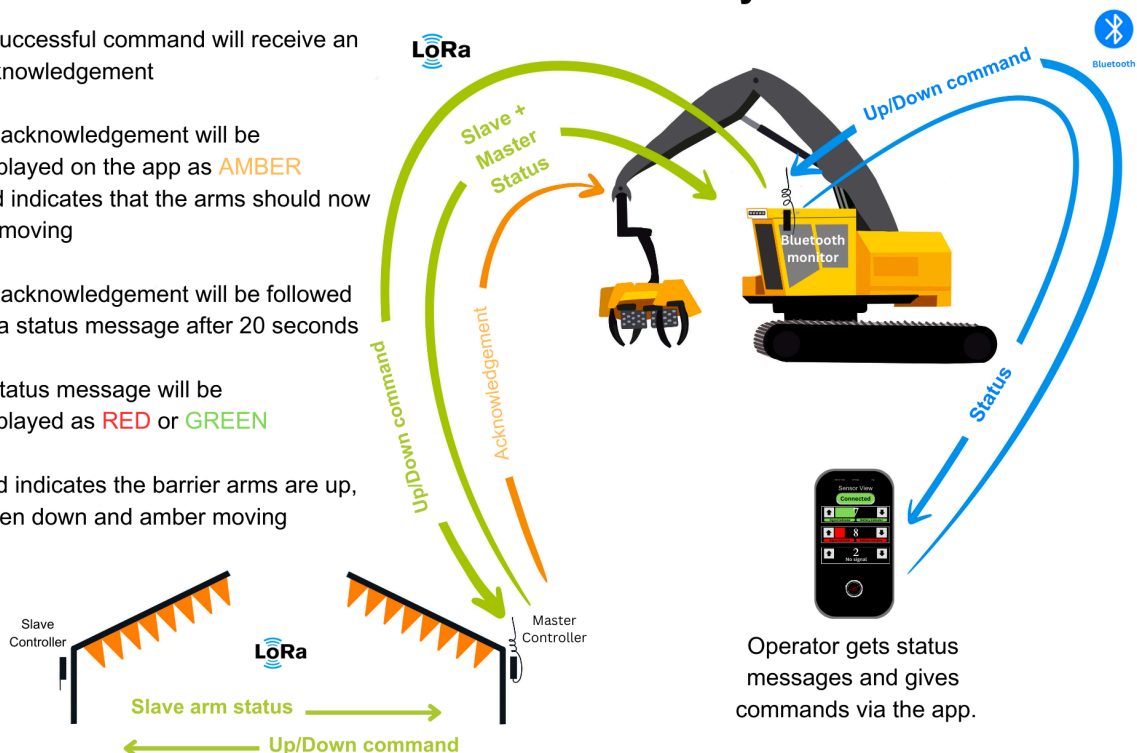 uccessful command will receive an
knowledgement
acknowledgement will be
played on the app as AMBER
d indicates that the arms should now
moving
acknowledgement will be followed
a status message after 20 seconds
tatus message will be
played as RED or GREEN
d indicates the barrier arms are up,
en down and amber moving
LoRa
Bluetooth
Up/Down command
Slave +
Master
Status
Bluetooth
monitor
Acknowledgement
Up/Down command
Status
Sensor View
Connected
7
8
2
No signal
Operator gets status
messages and gives
commands via the app.
Slave
Controller
LoRa
Master
Controller
Slave arm status
Up/Down command